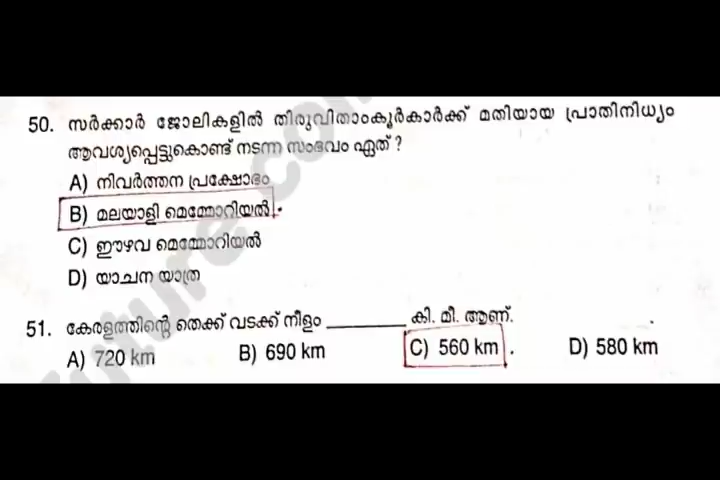 50. സർക്കാർ ജോലികളിൽ തിരുവിതാംകൂർകാർക്ക് മതിയായ പ്രാതിനിധ്യം
ആവശ്യപ്പെട്ടുകൊണ്ട് നടന്ന സംഭവം ഏത് ?
A) നിവർത്തന പ്രക്ഷോഭം
B) മലയാളി മെമ്മോറിയൽ
C) ഈഴവ മെമ്മോറിയൽ
D) യാചന യാത്ര
51. കേരളത്തിന്റെ തെക്ക് വടക്ക് നീളം ________ കി. മീ. ആണ്.
A) 720 km B) 690 km C) 560 km D) 580 km